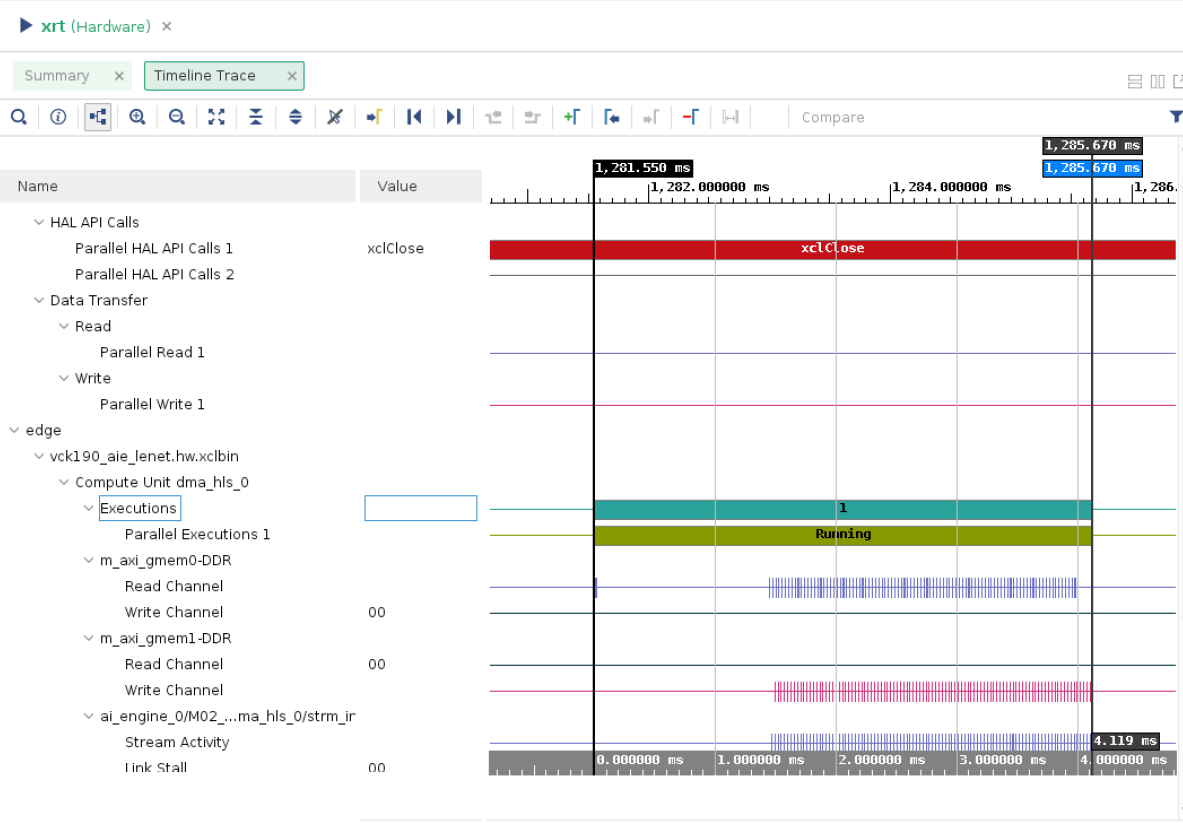 xrt (Hardware)
Summary
Timeline Trace
Compare
1,285.670 ms
1,281.550 ms
1,285.670 ms
Name
Value
1,282.000000 ms
1,284.000000 ms
1,286.
HAL API Calls
Parallel HAL API Calls 1
xclClose
xclClose
Parallel HAL API Calls 2
Data Transfer
Read
Parallel Read 1
Write
Parallel Write 1
edge
vck190_aie_lenet.hw.xclbin
Compute Unit dma_hls_0
Executions
1
Parallel Executions 1
Running
m_axi_gmem0-DDR
Read Channel
Write Channel
00
m_axi_gmem1-DDR
Read Channel
00
Write Channel
ai_engine_0/M02_...ma_hls_0/strm_in
Stream Activity
4.119 ms
0.000000 ms
1.000000 ms
2.000000 ms
3.000000 ms
4.000000 ms
Link Stall
00